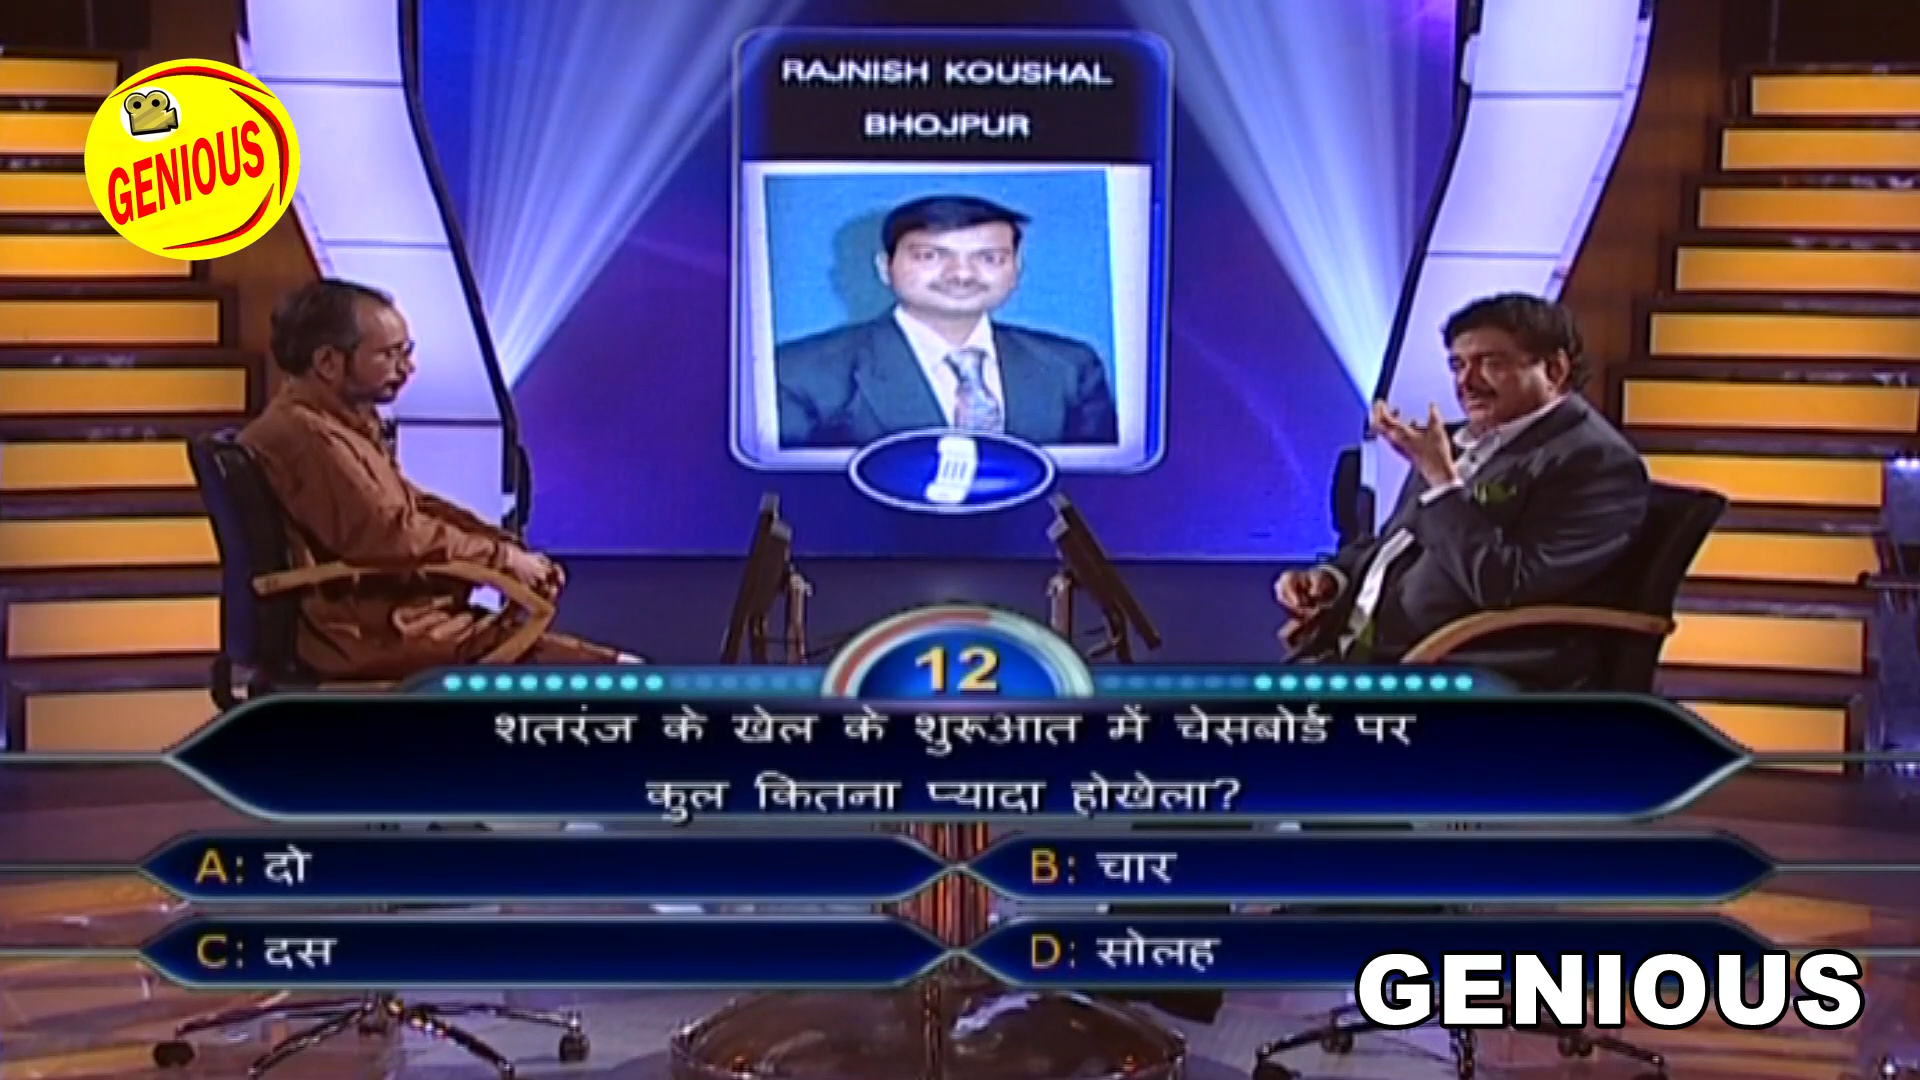 GENIOUS
RAJNISH KOUSHAL
BHOJPUR
12
शतरंज के खेल के शुरूआत में चेसबोर्ड पर
कुल कितना प्यादा होखेला?
A: दो
B: चार
C: दस
D: सोलह
GENIOUS